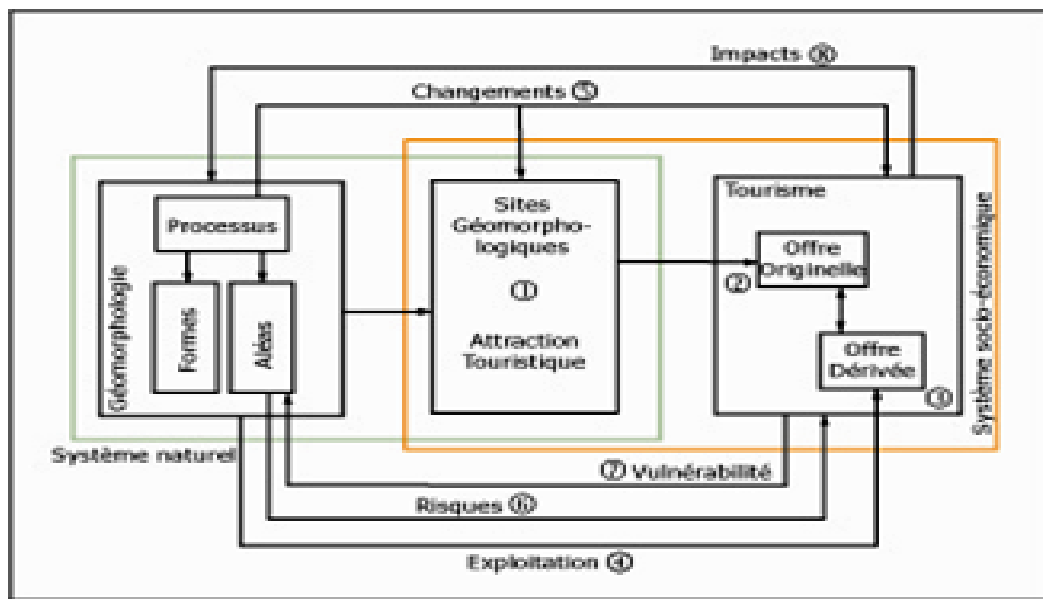 Impacts ⑧
Changements ⑤
Géomorphologie
Processus
Formes
Aléas
Sites
Géomorpho-
logiques
①
Attraction
Touristique
Tourisme
②
Offre
Originelle
Offre
Dérivée
③
Système socio-économique
Système naturel
⑦ Vulnérabilité
Risques ⑥
Exploitation ④